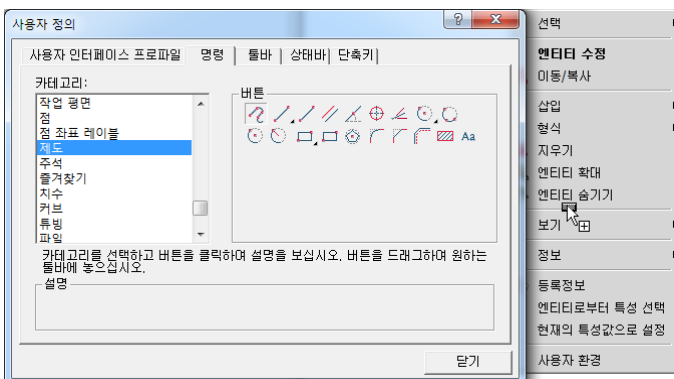 사용자 정의
사용자 인터페이스 프로파일
명령
툴바
상태바
단축키
카테고리:
작업 평면
점
점 좌표 레이블
제도
주석
즐겨찾기
치수
커브
튜빙
파일
버튼
Aa
카테고리를 선택하고 버튼을 클릭하여 설명을 보십시오. 버튼을 드래그하여 원하는
툴바에 놓으십시오.
설명
닫기
선택
엔티티 수정
이동/복사
삽입
형식
지우기
엔티티 확대
엔티티 숨기기
보기
정보
등록정보
엔티티로부터 특성 선택
현재의 특성값으로 설정
사용자 환경